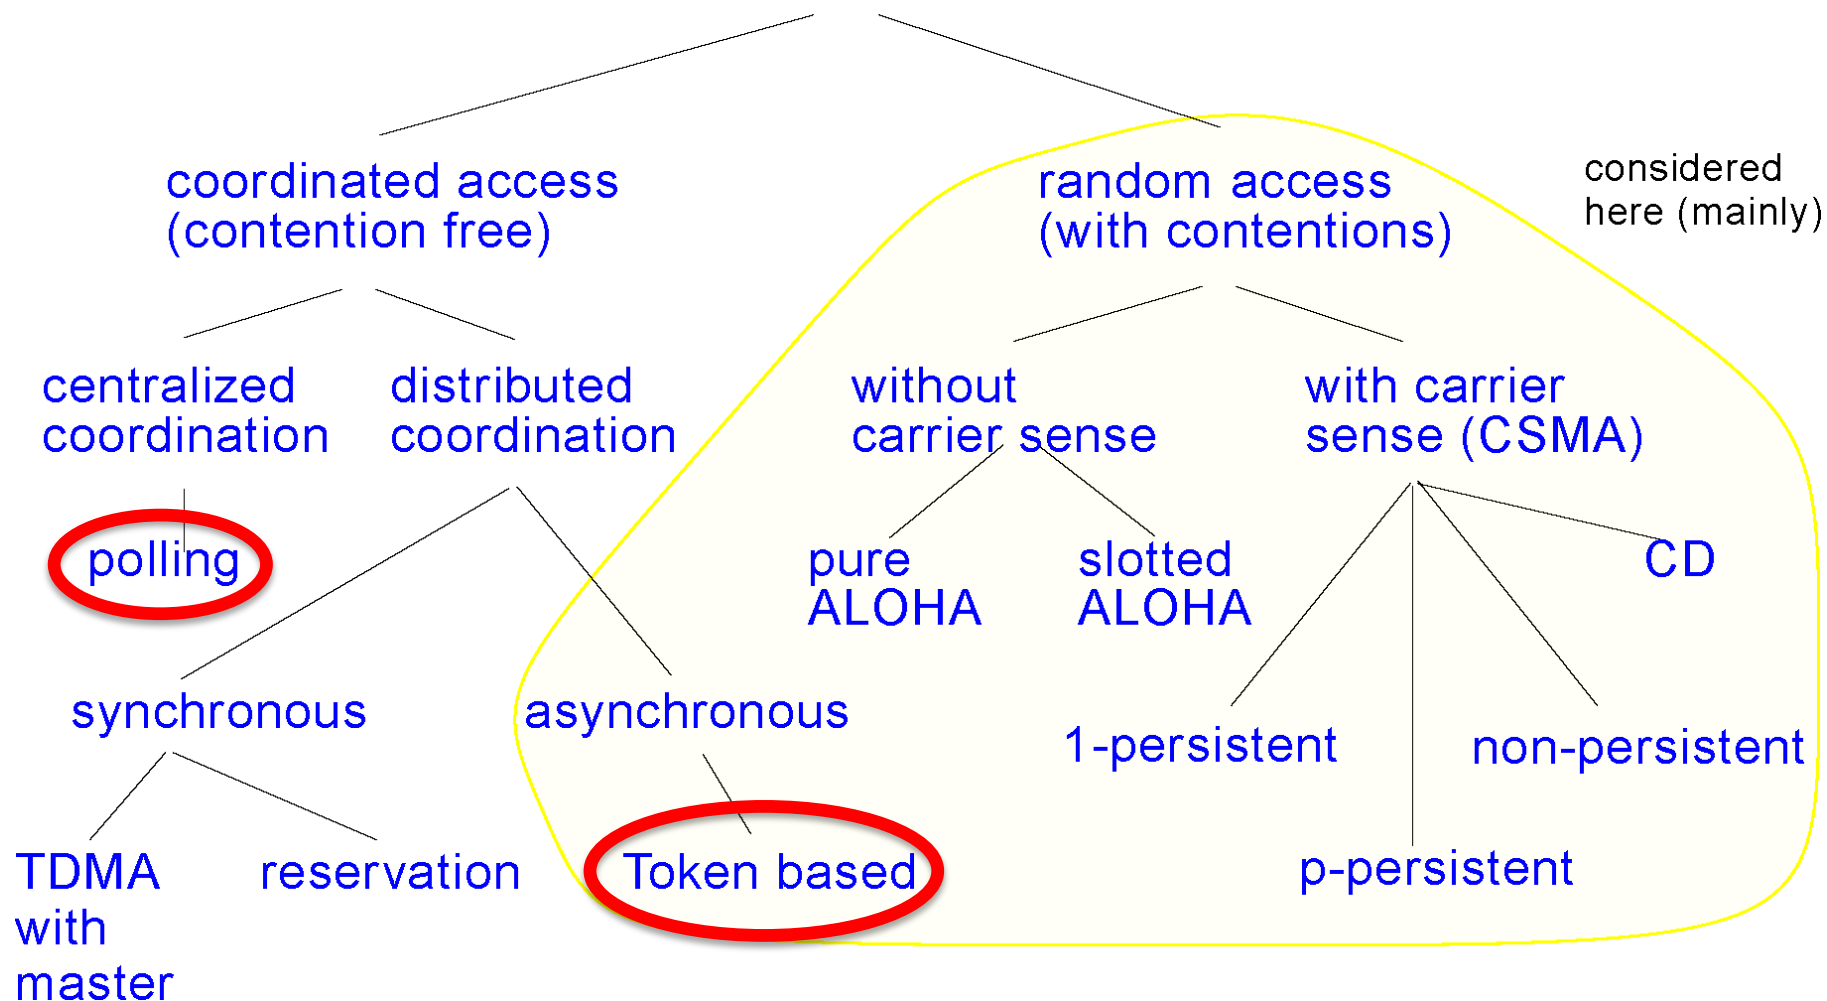 coordinated access
(contention free)
random access
(with contentions)
considered
here (mainly)
centralized
coordination
distributed
coordination
without
carrier sense
with carrier
sense (CSMA)
polling
pure
ALOHA
slotted
ALOHA
CD
synchronous
asynchronous
1-persistent
non-persistent
TDMA
with
master
reservation
Token based
p-persistent